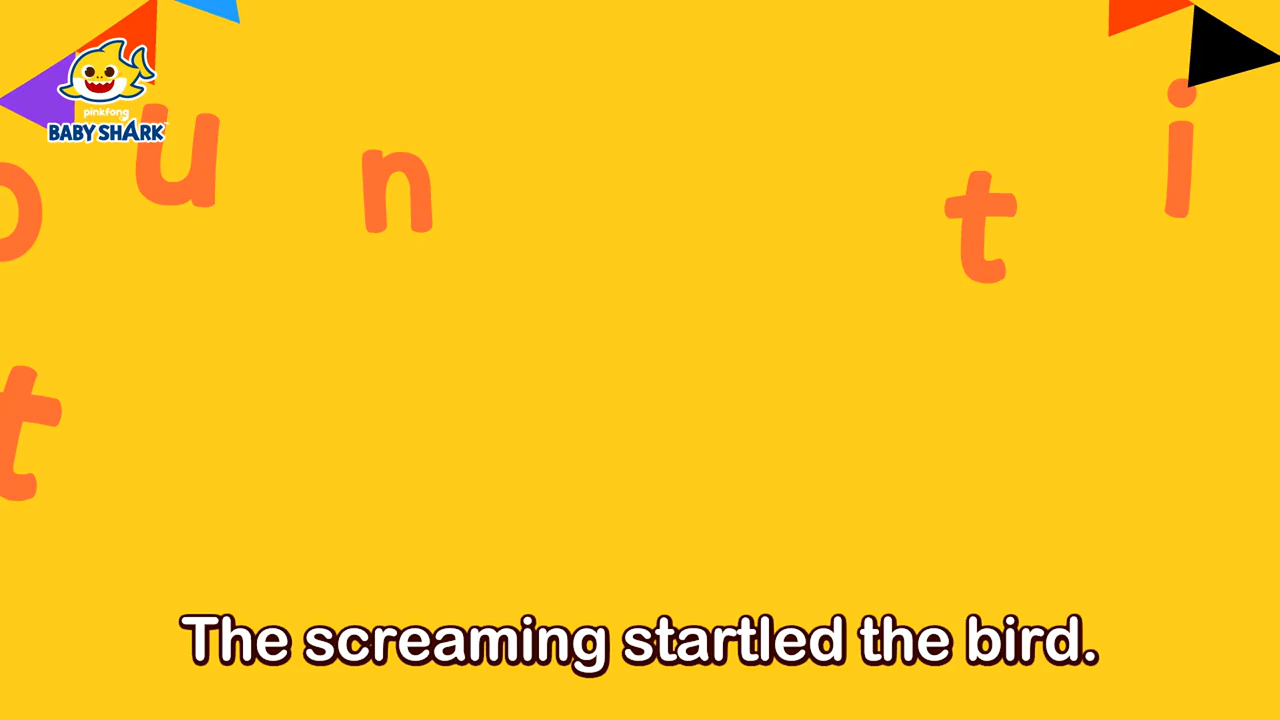 pinkfong
BABY SHARK
u n t i
t
The screaming startled the bird.